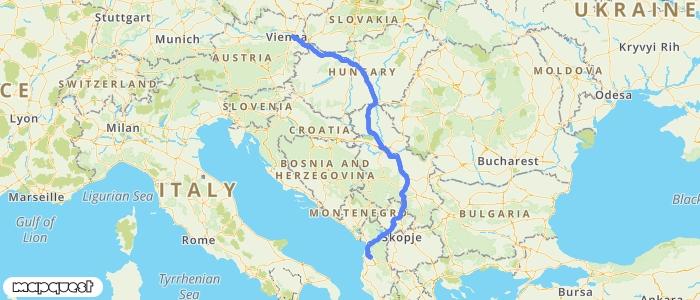 UKRAINE
Stuttgart
SLOVAKIA
Vienna
Munich
Kryvyi Rih
AUSTRIA
HUNGARY
MOLDOVA
SWITZERLAND
CE
Odesa
SLOVENIA
Lyon
Milan
CROATIA
Bucharest
BOSNIA AND
HERZEGOVINA
Marseille
Ligurian Sea
ITALY
Black
MONTENEGRO
BULGARIA
Gulf of
Lion
Rome
Skopje
Tyrrhenian
Sea
mapquest
Bursa
Ankara